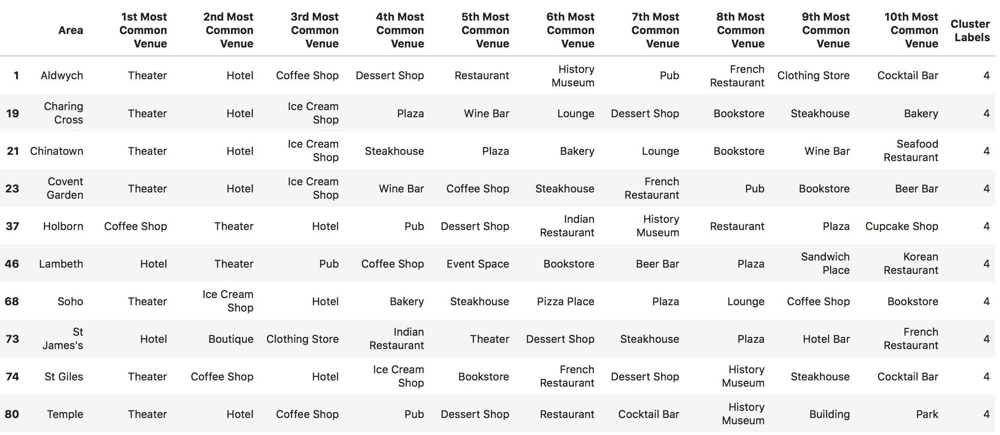 Area 1st Most Common Venue 2nd Most Common Venue 3rd Most Common Venue 4th Most Common Venue 5th Most Common Venue 6th Most Common Venue 7th Most Common Venue 8th Most Common Venue 9th Most Common Venue 10th Most Common Venue Cluster Labels
1 Aldwych Theater Hotel Coffee Shop Dessert Shop Restaurant History Museum Pub French Restaurant Clothing Store Cocktail Bar 4
19 Charing Cross Theater Hotel Ice Cream Shop Plaza Wine Bar Lounge Dessert Shop Bookstore Steakhouse Bakery 4
21 Chinatown Theater Hotel Ice Cream Shop Steakhouse Plaza Bakery Lounge Bookstore Wine Bar Seafood Restaurant 4
23 Covent Garden Theater Hotel Ice Cream Shop Wine Bar Coffee Shop Steakhouse French Restaurant Pub Bookstore Beer Bar 4
37 Holborn Coffee Shop Theater Hotel Pub Dessert Shop Indian Restaurant History Museum Restaurant Plaza Cupcake Shop 4
46 Lambeth Hotel Theater Pub Coffee Shop Event Space Bookstore Beer Bar Plaza Sandwich Place Korean Restaurant 4
68 Soho Theater Ice Cream Shop Hotel Bakery Steakhouse Pizza Place Plaza Lounge Coffee Shop Bookstore 4
73 St James's Hotel Boutique Clothing Store Indian Restaurant Theater Dessert Shop Steakhouse Plaza Hotel Bar French Restaurant 4
74 St Giles Theater Coffee Shop Hotel Ice Cream Shop Bookstore French Restaurant Dessert Shop History Museum Steakhouse Cocktail Bar 4
80 Temple Theater Hotel Coffee Shop Pub Dessert Shop Restaurant Cocktail Bar History Museum Building Park 4